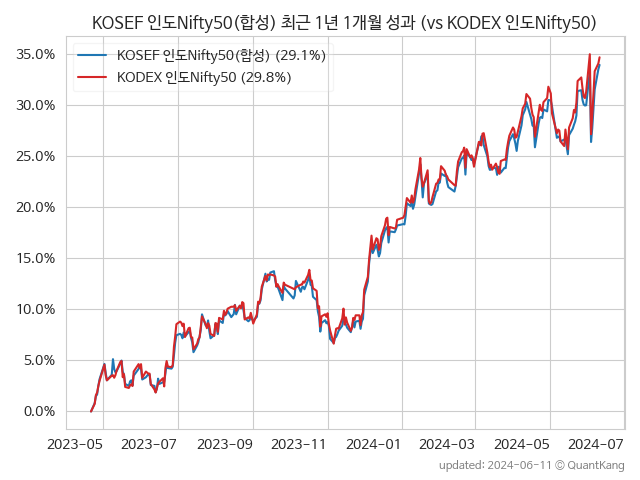 KOSEF 인도Nifty50(합성) 최근 1년 1개월 성과 (vs KODEX 인도Nifty50)
KOSEF 인도Nifty50(합성) (29.1%)
KODEX 인도Nifty50 (29.8%)
35.0%
30.0%
25.0%
20.0%
15.0%
10.0%
5.0%
0.0%
2023-05 2023-07 2023-09 2023-11 2024-01 2024-03 2024-05 2024-07
updated: 2024-06-11 © QuantKang